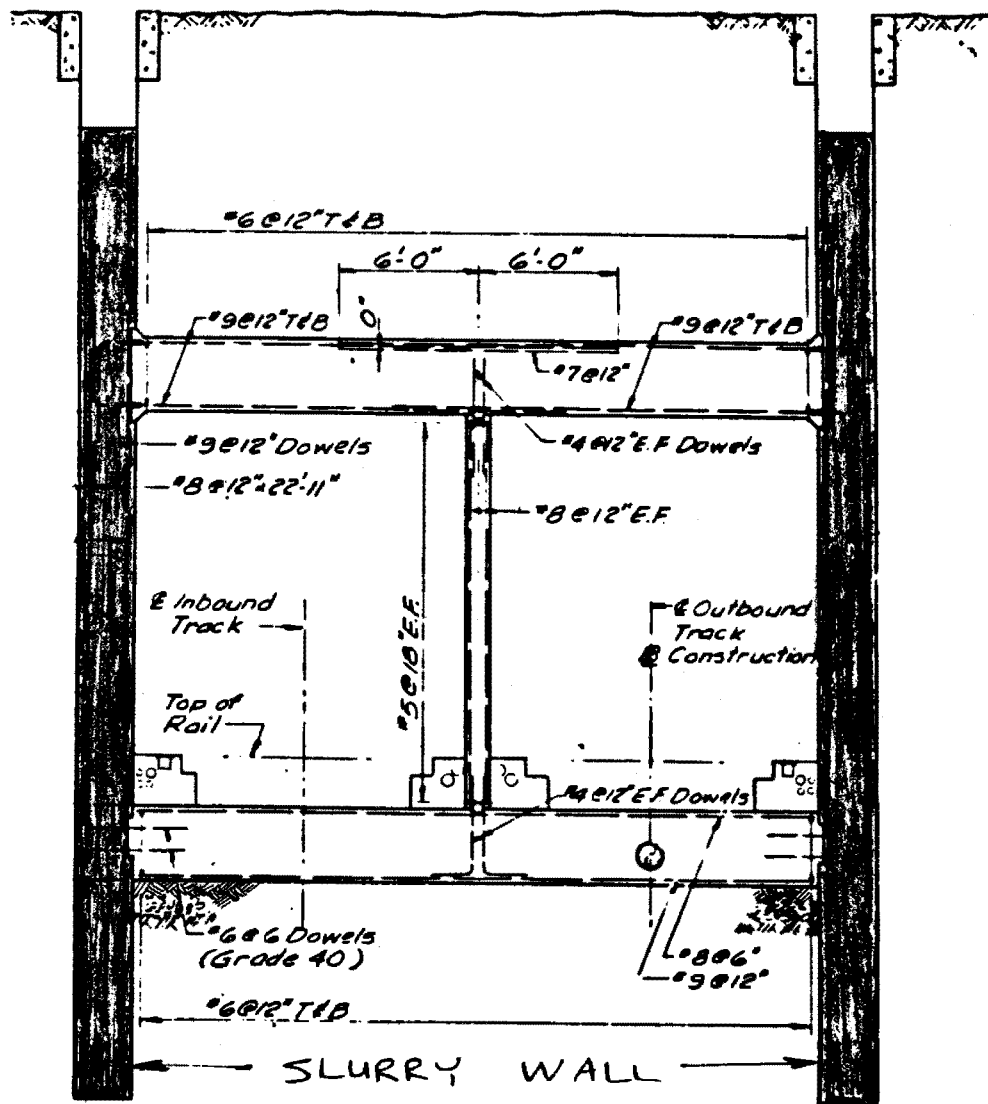 #6@12" T&B
6'-0" 6'-0"
#9@12" T&B
0"
#9@12" T&B
#7@12"
#9@12" Dowels
#4@12" E.F. Dowels
#8@12"x22'-11"
#8@12" E.F.
℄ Inbound
Track
℄ Outbound
Track
Construction
#5@18" E.F.
Top of
Rail
#4@12" E.F. Dowels
#6@6 Dowels
(Grade 40)
#8@6"
#9@12"
#6@12" T&B
SLURRY WALL